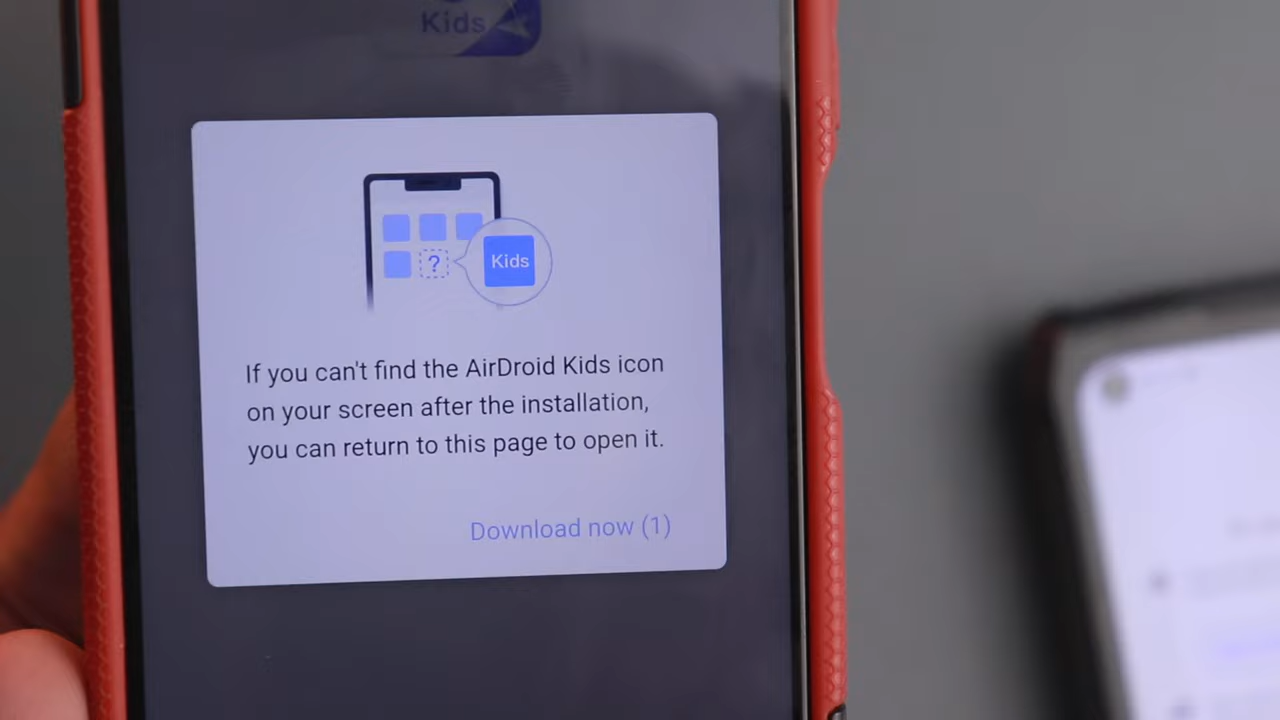 Kids
?
Kids
If you can't find the AirDroid Kids icon
on your screen after the installation,
you can return to this page to open it.
Download now (1)